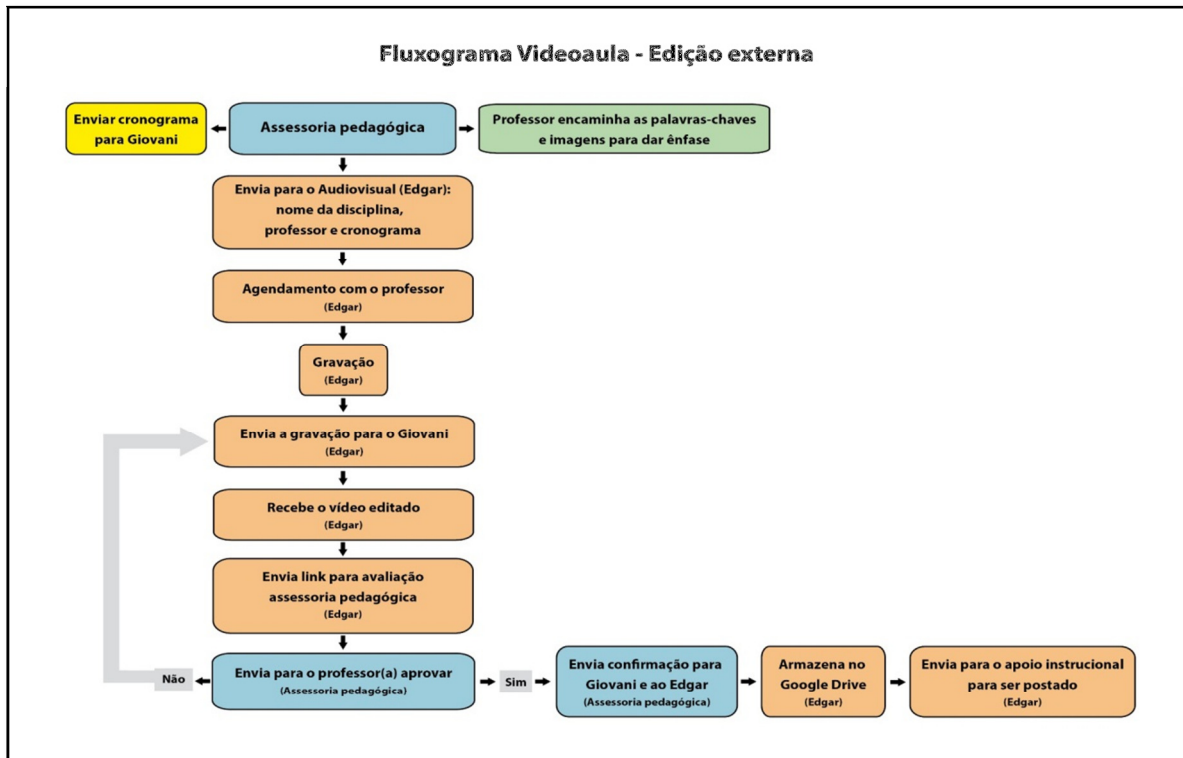 Fluxograma Videoaula - Edição externa
Enviar cronograma
para Giovani
Assessoria pedagógica
Professor encaminha as palavras-chaves
e imagens para dar ênfase
Envia para o Audiovisual (Edgar):
nome da disciplina,
professor e cronograma
Agendamento com o professor
(Edgar)
Gravação
(Edgar)
Envia a gravação para o Giovani
(Edgar)
Recebe o vídeo editado
(Edgar)
Envia link para avaliação
assessoria pedagógica
(Edgar)
Não
Envia para o professor(a) aprovar
(Assessoria pedagógica)
Sim
Envia confirmação para
Giovani e ao Edgar
(Assessoria pedagógica)
Armazena no
Google Drive
(Edgar)
Envia para o apoio instrucional
para ser postado
(Edgar)